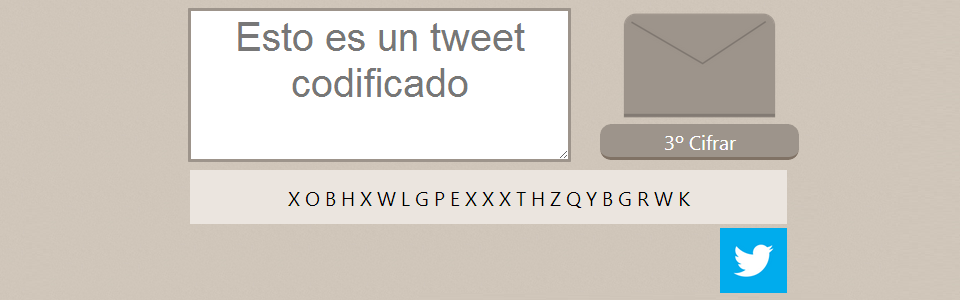 Esto es un tweet
codificado
3º Cifrar
X O B H X W L G P E X X X T H Z Q Y B G R W K